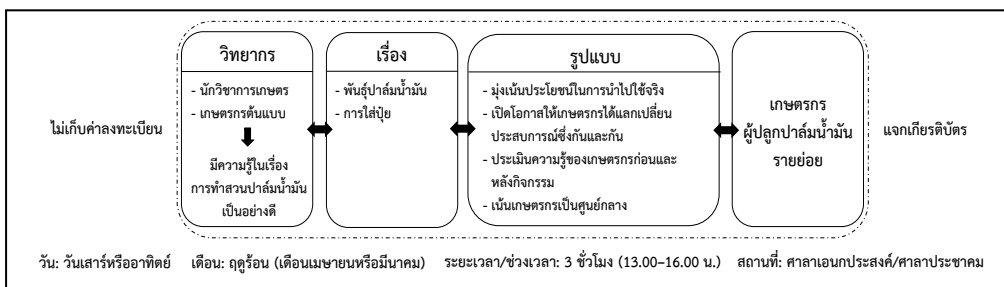 วิทยากร
- นักวิชาการเกษตร
- เกษตรกรต้นแบบ
มีความรู้ในเรื่อง
การทำสวนปาล์มน้ำมัน
เป็นอย่างดี
เรื่อง
- พันธุ์ปาล์มน้ำมัน
- การใส่ปุ๋ย
รูปแบบ
- มุ่งเน้นประโยชน์ในการนำไปใช้จริง
- เปิดโอกาสให้เกษตรกรได้แลกเปลี่ยน
ประสบการณ์ซึ่งกันและกัน
- ประเมินความรู้ของเกษตรกรก่อนและ
หลังกิจกรรม
- เน้นเกษตรกรเป็นศูนย์กลาง
เกษตรกร
ผู้ปลูกปาล์มน้ำมัน
รายย่อย
ไม่เก็บค่าลงทะเบียน
แจกเกียรติบัตร
วัน: วันเสาร์หรืออาทิตย์ เดือน: ฤดูร้อน (เดือนเมษายนหรือมีนาคม) ระยะเวลา/ช่วงเวลา: 3 ชั่วโมง (13.00–16.00 น.) สถานที่: ศาลาเอนกประสงค์/ศาลาประชาคม